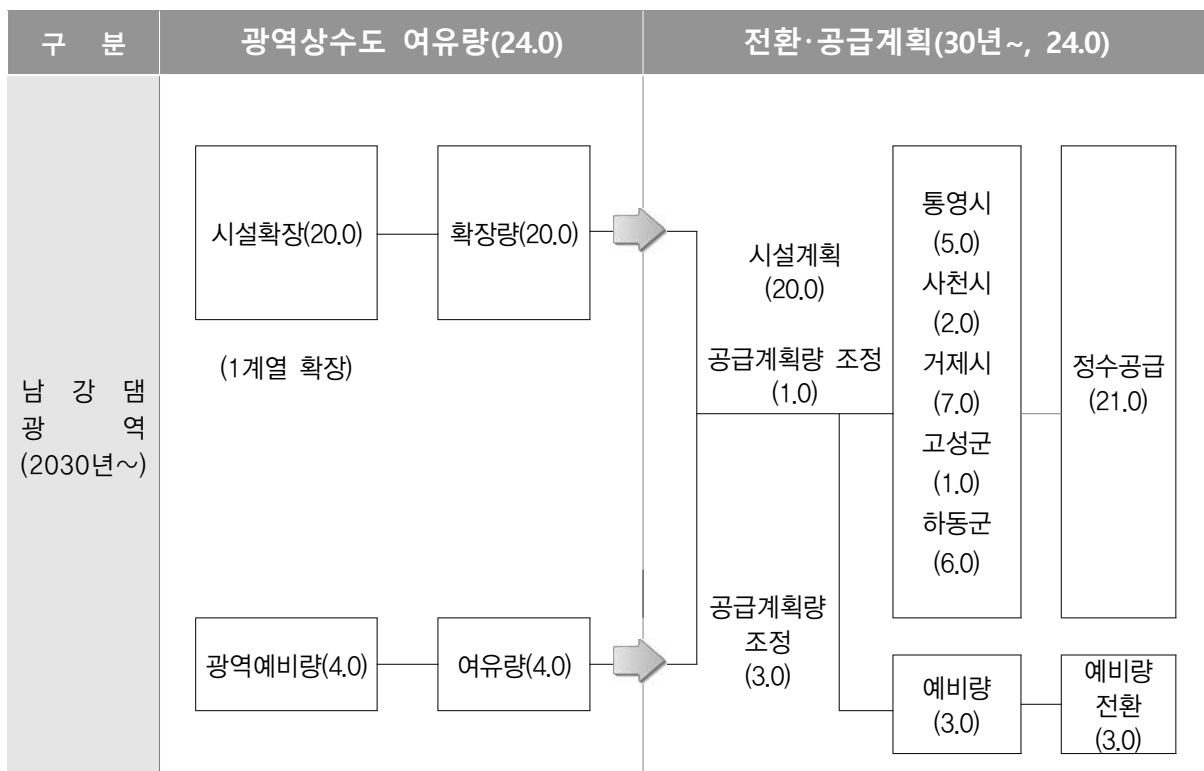 구 분
광역상수도 여유량(24.0)
전환·공급계획(30년~, 24.0)
남 강 댐
광 역
(2030년～)
시설확장(20.0)
확장량(20.0)
(1계열 확장)
광역예비량(4.0)
여유량(4.0)
시설계획
(20.0)
공급계획량 조정
(1.0)
공급계획량
조정
(3.0)
통영시
(5.0)
사천시
(2.0)
거제시
(7.0)
고성군
(1.0)
하동군
(6.0)
정수공급
(21.0)
예비량
(3.0)
예비량
전환
(3.0)